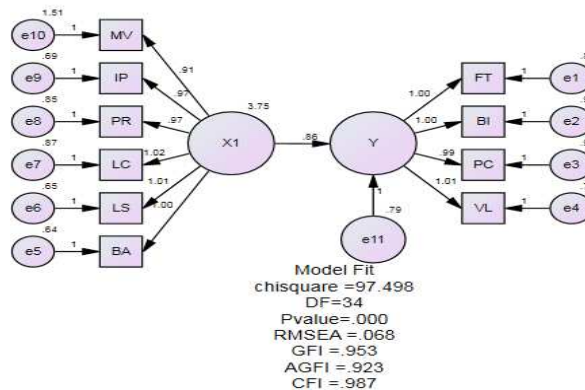 1.51
e10 1 MV
.91
.69
e9 1 IP
.97
.85
e8 1 PR
.97
.87
e7 1 LC
1.02
.65
e6 1 LS
1.01
.64
e5 1 BA
1.00
3.75
X1
.86
Y
1.00
FT 1 e1
1.00
BI 1 e2
.99
PC 1 e3
1.01
VL 1 e4
1
.79
e11
Model Fit
chisquare =97.498
DF=34
Pvalue=.000
RMSEA =.068
GFI =.953
AGFI =.923
CFI =.987